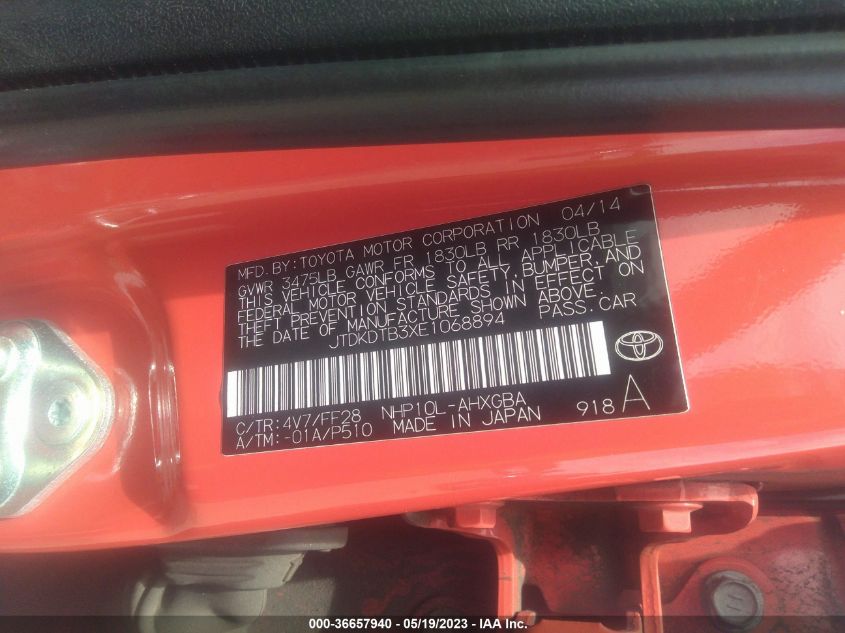 MFD. BY: TOYOTA MOTOR CORPORATION 04/14
GVWR 3475LB GAWR FR 1830LB RR 1830LB
THIS VEHICLE CONFORMS TO ALL APPLICABLE
FEDERAL MOTOR VEHICLE SAFETY, BUMPER, AND
THEFT PREVENTION STANDARDS IN EFFECT ON
THE DATE OF MANUFACTURE SHOWN ABOVE.
JTDKDTB3XE1068894 PASS. CAR
C/TR: 4V7/FF28 NHP10L-AHXGBA
A/TM: -01A/P510 MADE IN JAPAN 918 A
000-36657940 - 05/19/2023 - IAA Inc.